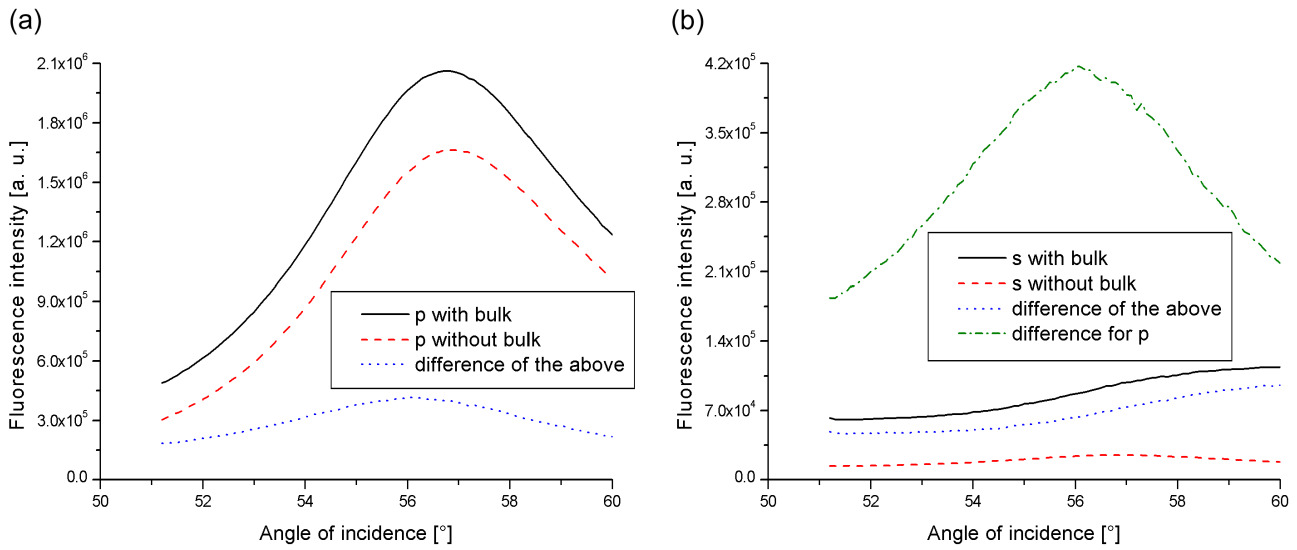 (a)
2.1x10⁶
1.8x10⁶
1.5x10⁶
1.2x10⁶
9.0x10⁵
6.0x10⁵
3.0x10⁵
0.0
50 52 54 56 58 60
Fluorescence intensity [a. u.]
Angle of incidence [°]
p with bulk
p without bulk
difference of the above
(b)
4.2x10⁵
3.5x10⁵
2.8x10⁵
2.1x10⁵
1.4x10⁵
7.0x10⁴
0.0
50 52 54 56 58 60
Fluorescence intensity [a. u.]
Angle of incidence [°]
s with bulk
s without bulk
difference of the above
difference for p